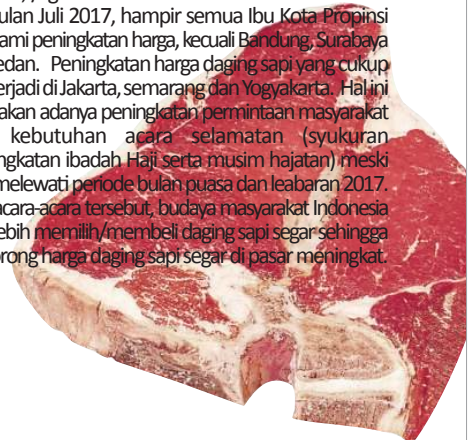 ulan Juli 2017, hampir semua Ibu Kota Propinsi
ami peningkatan harga, kecuali Bandung, Surabaya
edan. Peningkatan harga daging sapi yang cukup
erjadi di Jakarta, semarang dan Yogyakarta. Hal ini
akan adanya peningkatan permintaan masyarakat
kebutuhan acara selamatan (syukuran
ngkatan ibadah Haji serta musim hajatan) meski
melewati periode bulan puasa dan leabaran 2017.
acara-acara tersebut, budaya masyarakat Indonesia
ebih memilih/membeli daging sapi segar sehingga
orong harga daging sapi segar di pasar meningkat.